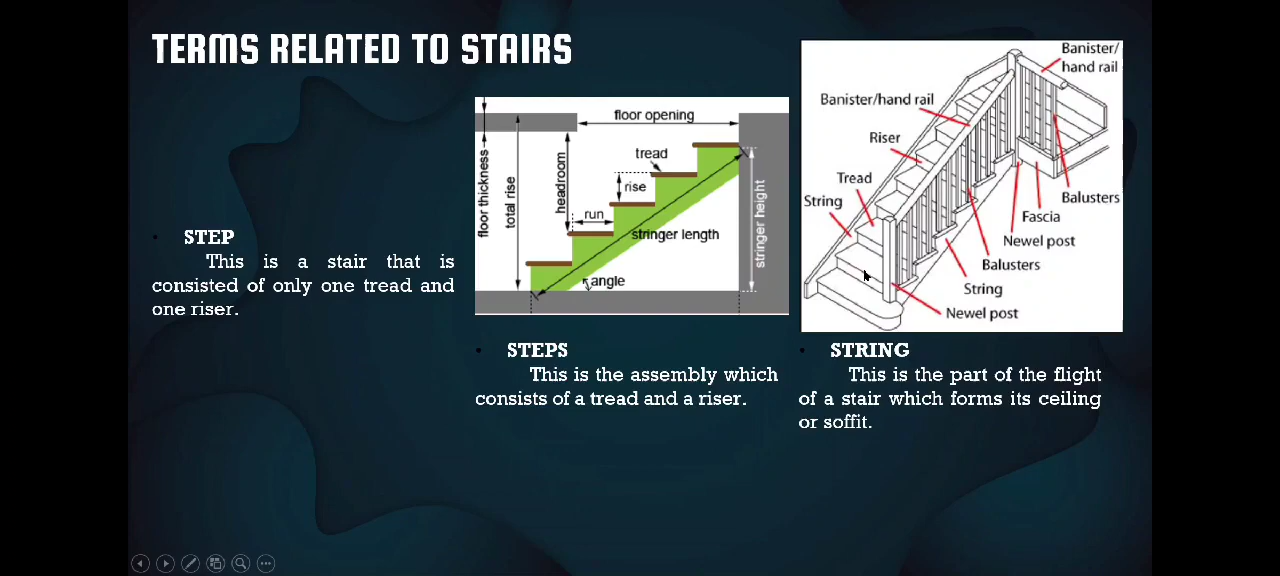 TERMS RELATED TO STAIRS
STEP
This is a stair that is
consisted of only one tread and
one riser.
floor opening
floor thickness
total rise
headroom
tread
rise
run
stringer length
stringer height
angle
STEPS
This is the assembly which
consists of a tread and a riser.
Banister/
hand rail
Banister/hand rail
Riser
Tread
String
Balusters
Fascia
Newel post
Balusters
String
Newel post
STRING
This is the part of the flight
of a stair which forms its ceiling
or soffit.